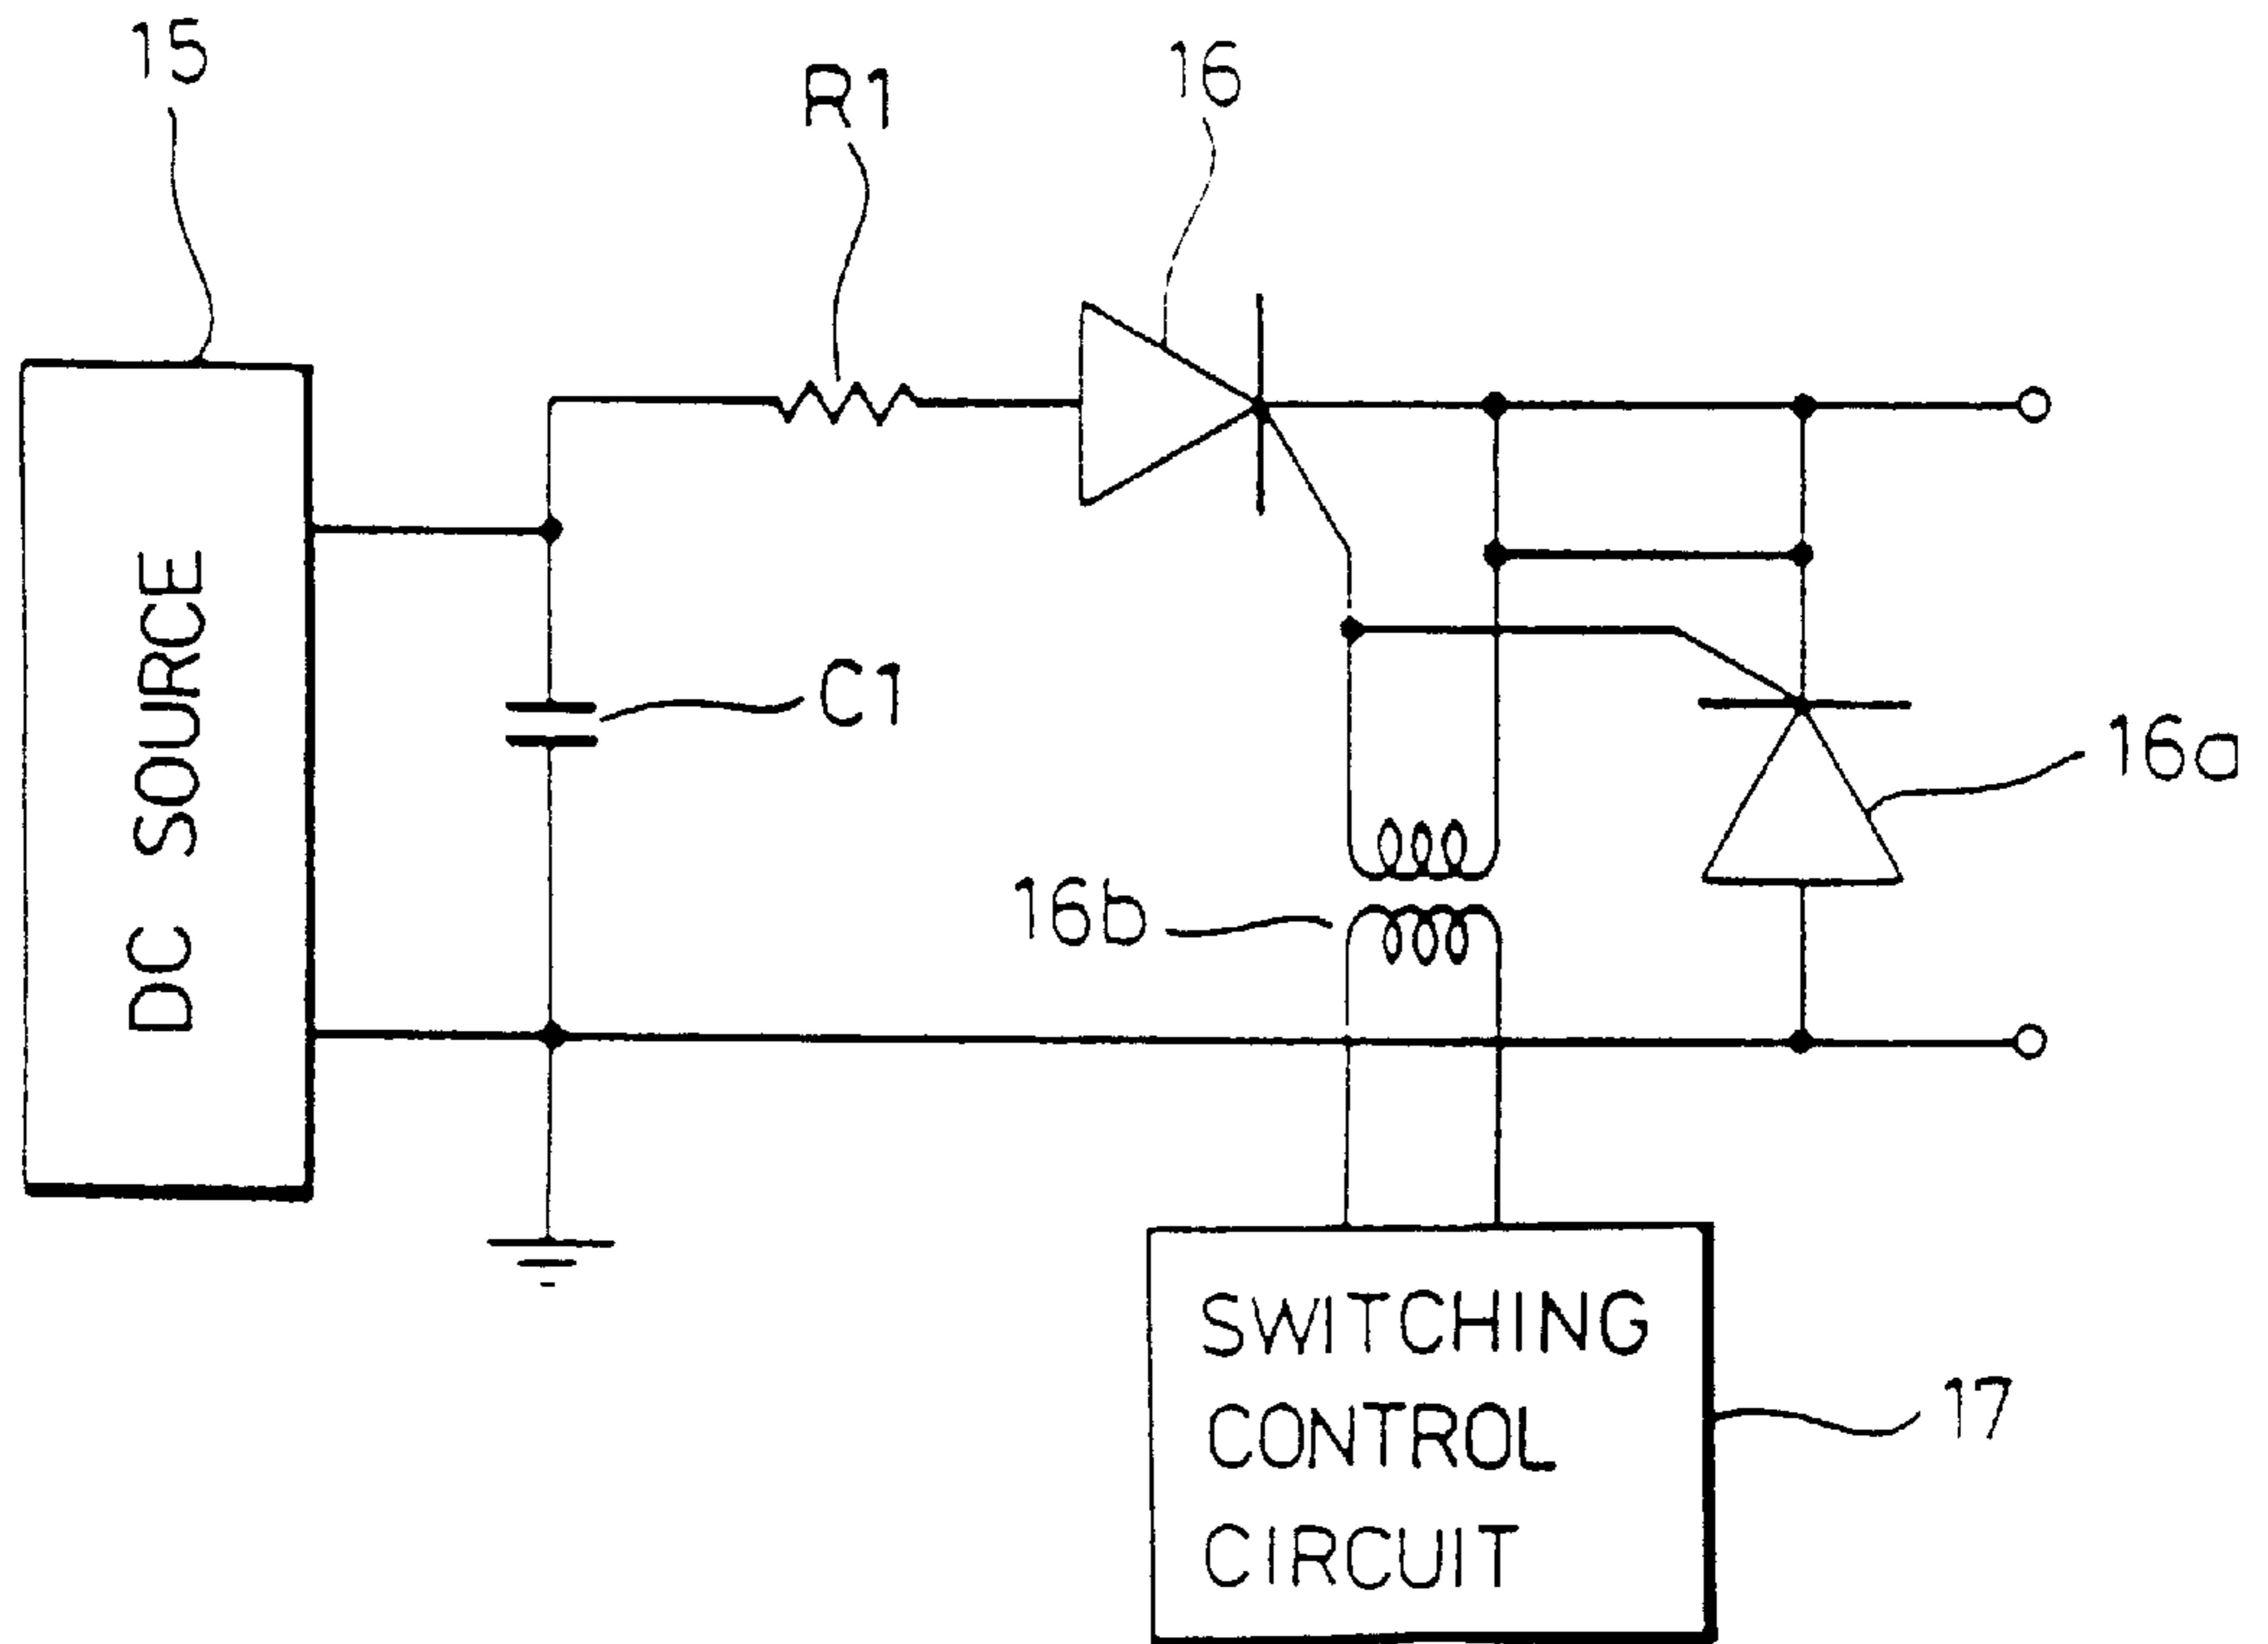 15
R1
16
DC SOURCE
C1
16a
16b
SWITCHING
CONTROL
CIRCUIT
17